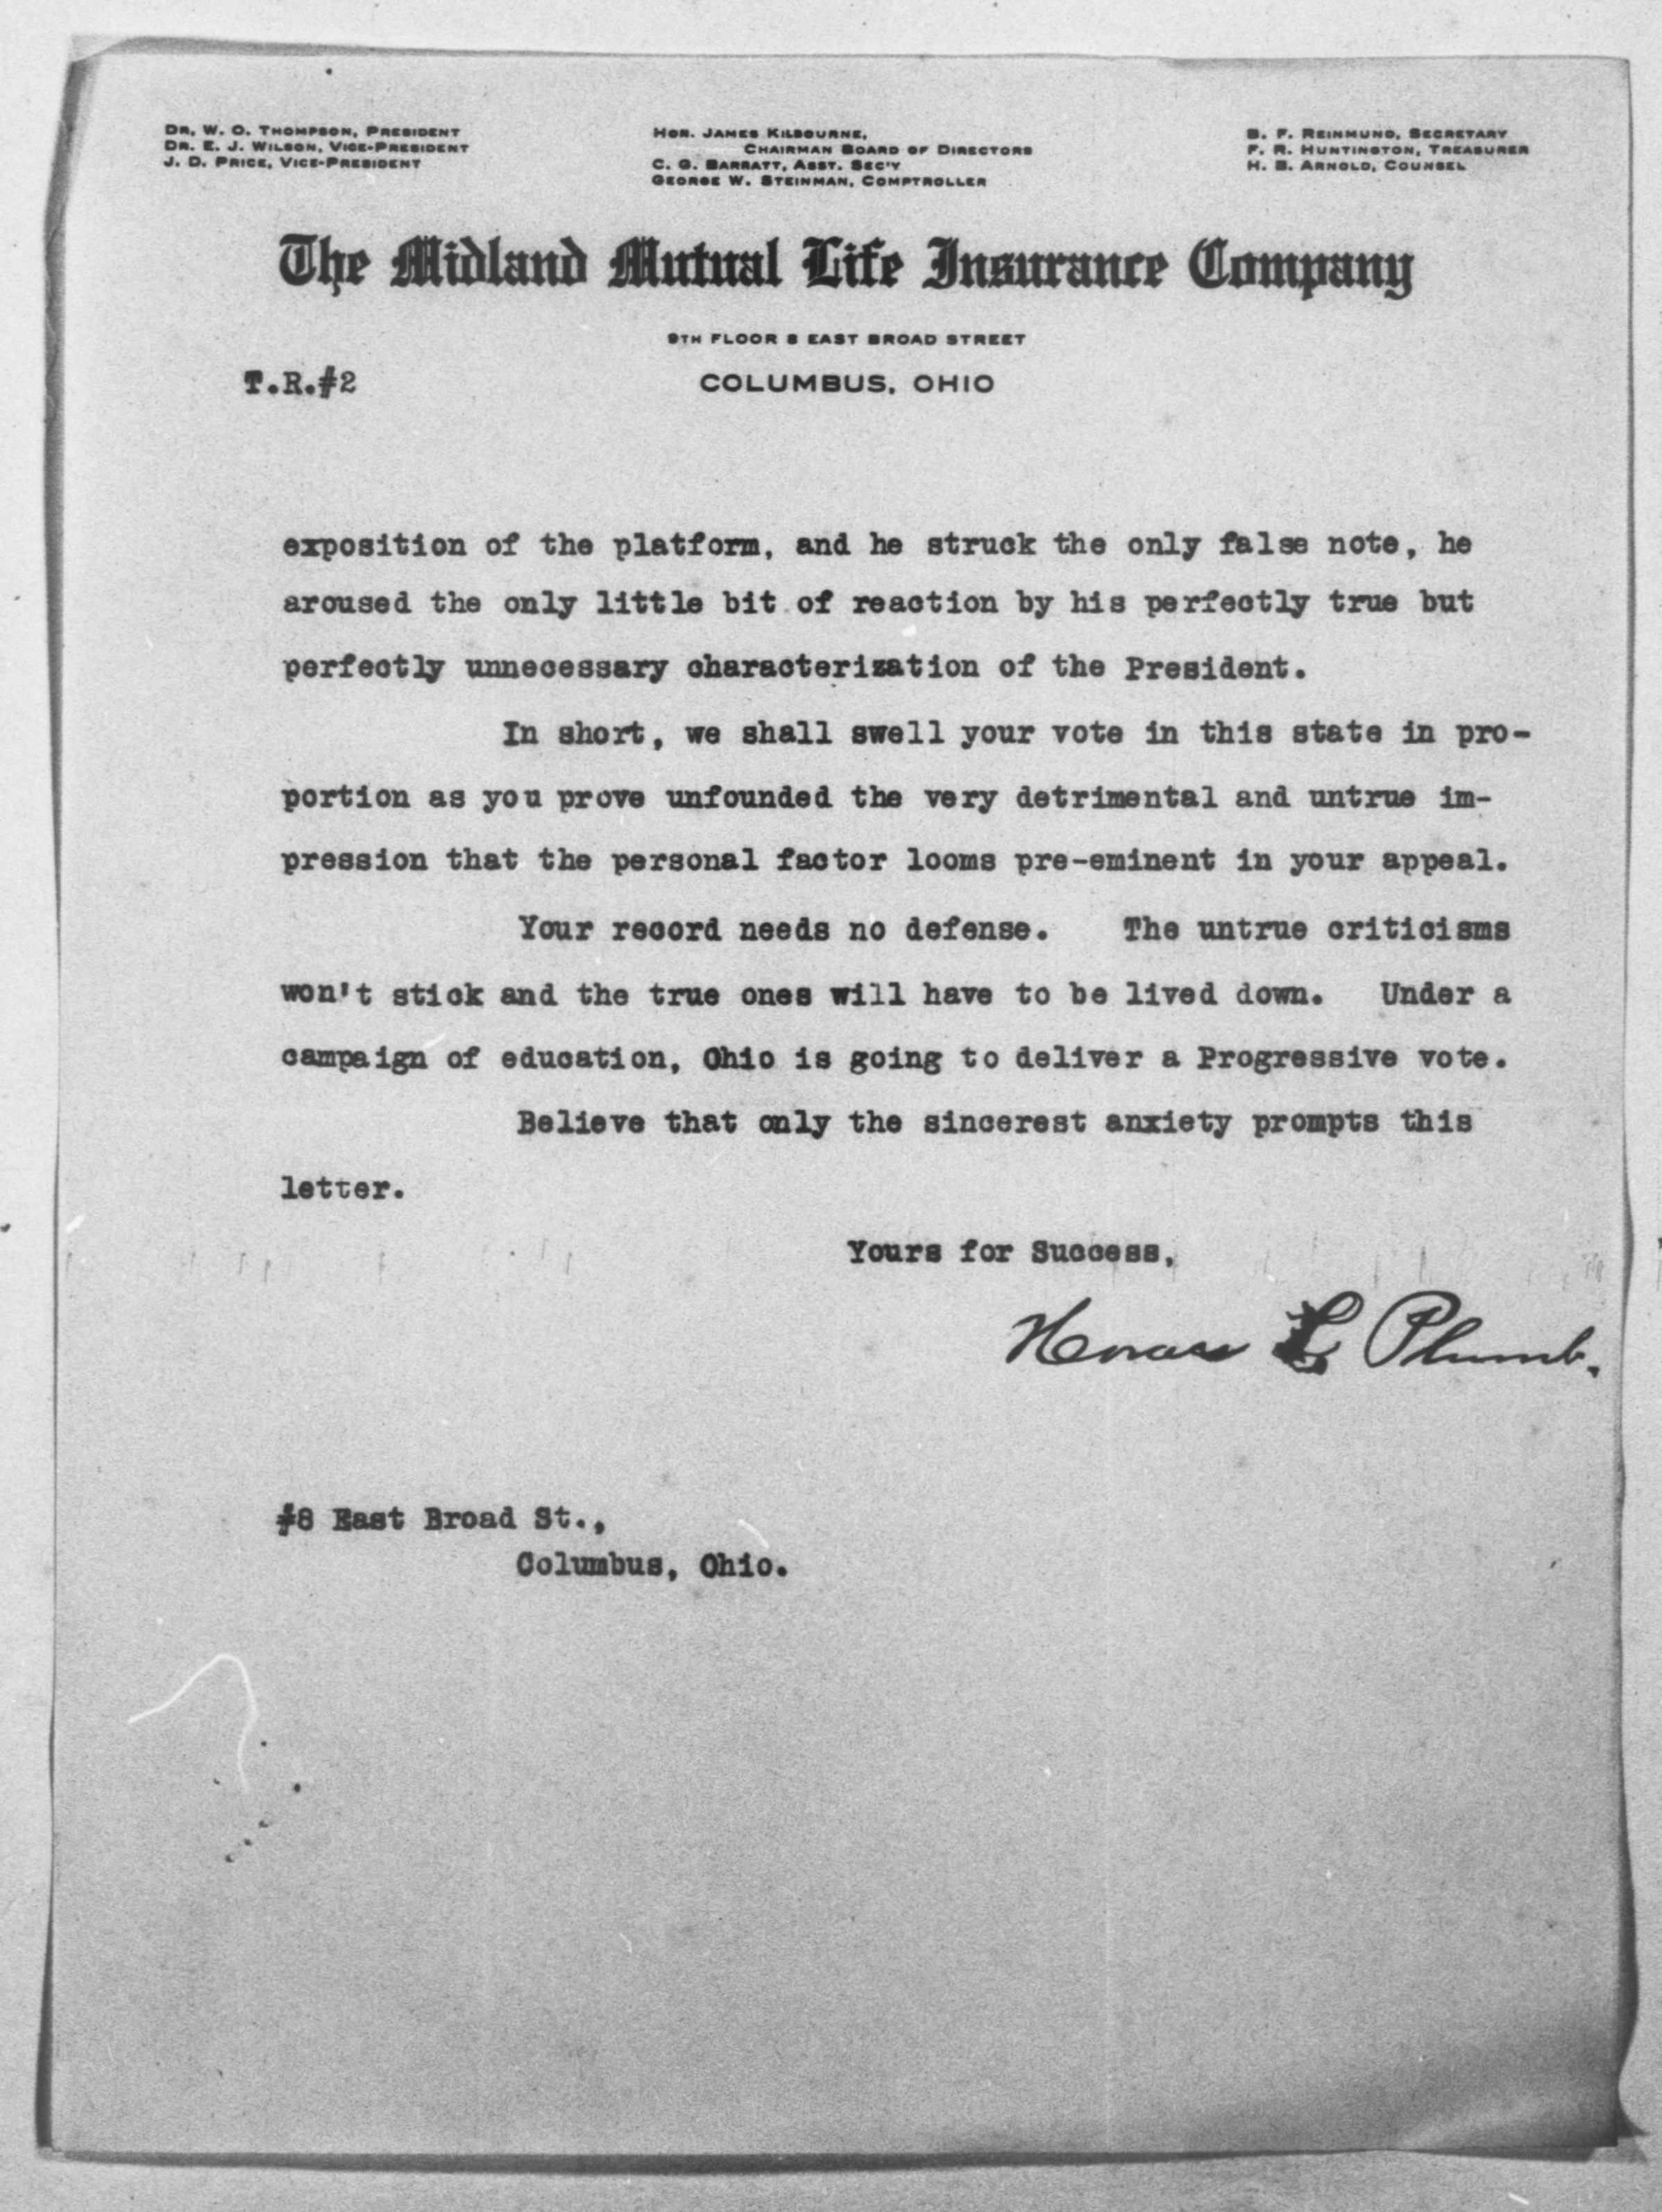 DR. W. O. THOMPSON, PRESIDENT
DR. E. J. WILSON, VICE-PRESIDENT
J. D. PRICE, VICE-PRESIDENT
HON. JAMES KILBOURNE,
CHAIRMAN BOARD OF DIRECTORS
C. G. BARRATT, ASST. SEC'Y
GEORGE W. STEINMAN, COMPTROLLER
B. F. REINMUND, SECRETARY
F. R. HUNTINGTON, TREASURER
H. B. ARNOLD, COUNSEL
The Midland Mutual Life Insurance Company
9TH FLOOR 8 EAST BROAD STREET
T.R.#2
COLUMBUS, OHIO
exposition of the platform, and he struck the only false note, he
aroused the only little bit of reaction by his perfectly true but
perfectly unnecessary characterization of the President.
In short, we shall swell your vote in this state in pro-
portion as you prove unfounded the very detrimental and untrue im-
pression that the personal factor looms pre-eminent in your appeal.
Your record needs no defense. The untrue criticisms
won't stick and the true ones will have to be lived down. Under a
campaign of education, Ohio is going to deliver a Progressive vote.
Believe that only the sincerest anxiety prompts this
letter.
Yours for Success,
Horace L Plumb.
#8 East Broad St.,
Columbus, Ohio.